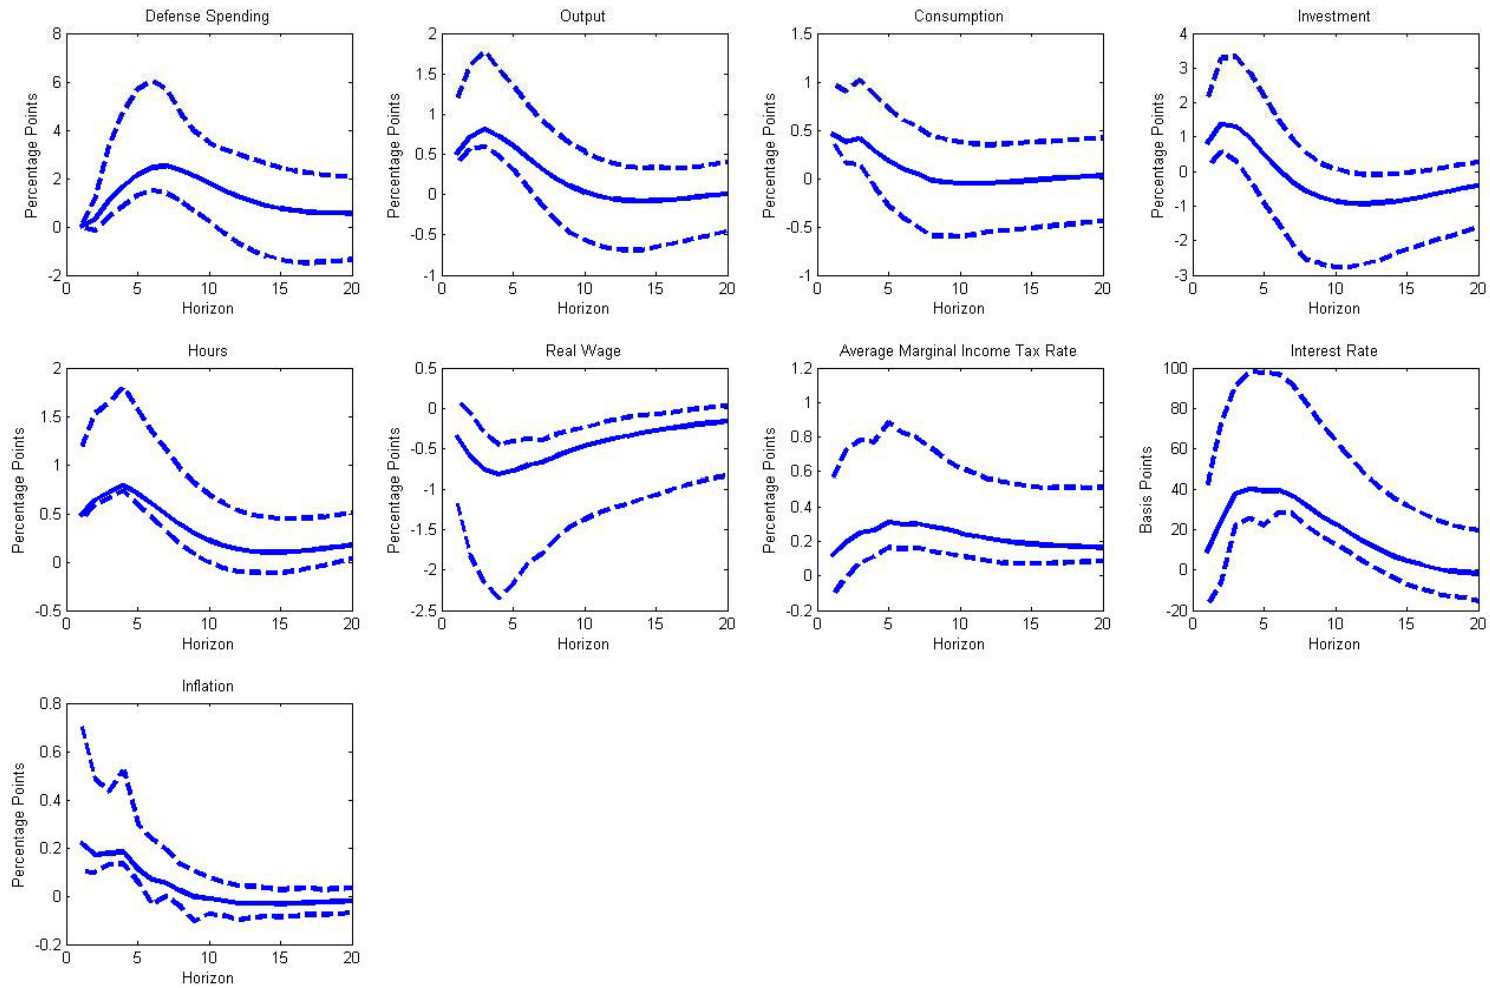 Defense Spending
Output
Consumption
Investment
Percentage Points
8
6
4
2
0
-2
0 5 10 15 20
Horizon
Percentage Points
2
1.5
1
0.5
0
-0.5
-1
0 5 10 15 20
Horizon
Percentage Points
1.5
1
0.5
0
-0.5
-1
0 5 10 15 20
Horizon
Percentage Points
4
3
2
1
0
-1
-2
-3
0 5 10 15 20
Horizon
Hours
Percentage Points
2
1.5
1
0.5
0
-0.5
0 5 10 15 20
Horizon
Real Wage
Percentage Points
0.5
0
-0.5
-1
-1.5
-2
-2.5
0 5 10 15 20
Horizon
Average Marginal Income Tax Rate
Percentage Points
1.2
1
0.8
0.6
0.4
0.2
0
-0.2
0 5 10 15 20
Horizon
Interest Rate
Basis Points
100
80
60
40
20
0
-20
0 5 10 15 20
Horizon
Inflation
Percentage Points
0.8
0.6
0.4
0.2
0
-0.2
0 5 10 15 20
Horizon